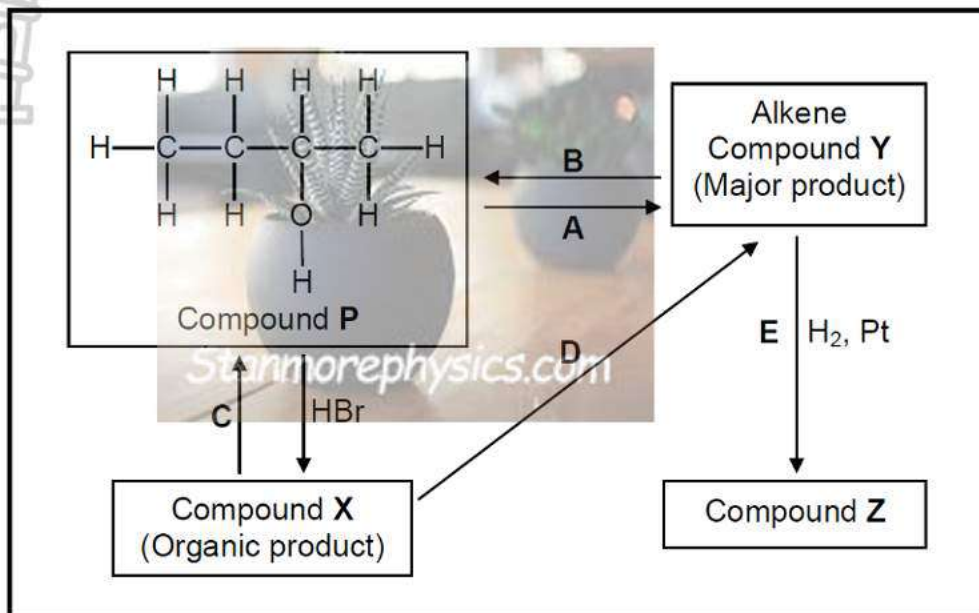 H H H H
H—C—C—C—C—H
H H O H
H
Compound P
B
A
Alkene
Compound Y
(Major product)
Stanmorephysics.com
D
E H₂, Pt
C HBr
Compound X
(Organic product)
Compound Z